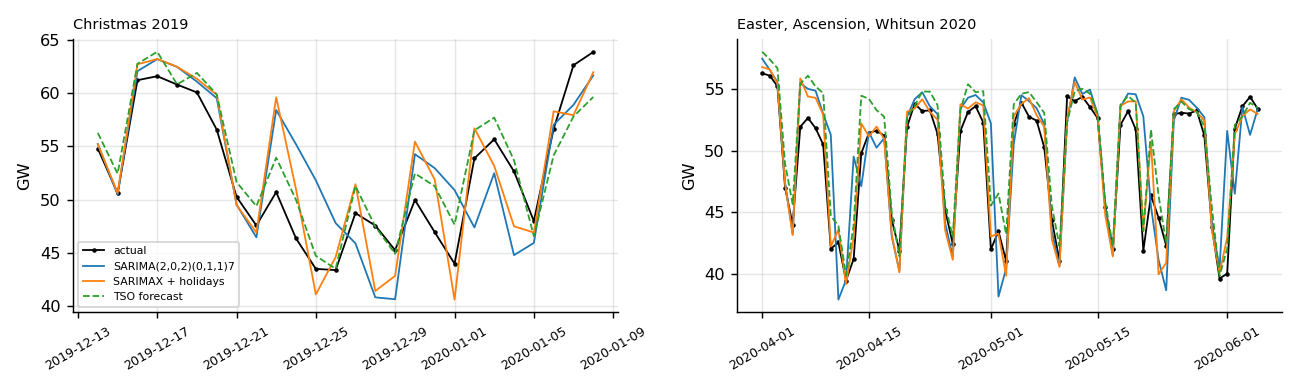 Christmas 2019
65
60
55
50
45
40
GW
actual
SARIMA(2,0,2)(0,1,1)7
SARIMAX + holidays
TSO forecast
2019-12-13
2019-12-17
2019-12-21
2019-12-25
2019-12-29
2020-01-01
2020-01-05
2020-01-09
Easter, Ascension, Whitsun 2020
55
50
45
40
GW
2020-04-01
2020-04-15
2020-05-01
2020-05-15
2020-06-01